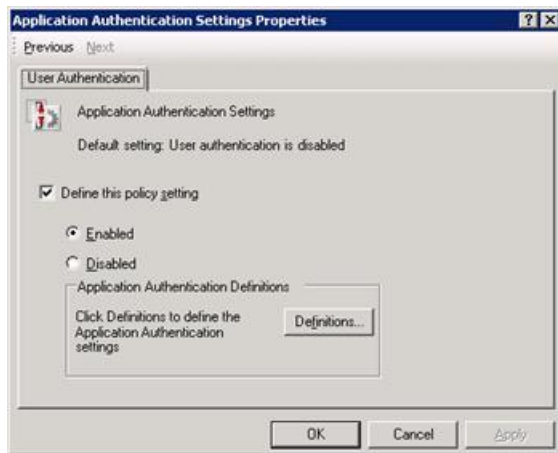 Application Authentication Settings Properties
Previous Next
User Authentication
Application Authentication Settings
Default setting: User authentication is disabled
Define this policy setting
Enabled
Disabled
Application Authentication Definitions
Click Definitions to define the
Application Authentication
settings
Definitions...
OK Cancel Apply